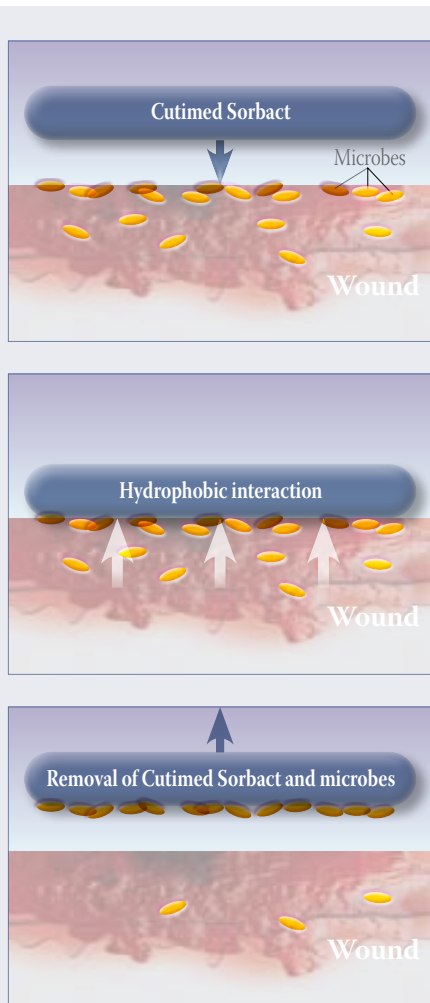 Cutimed Sorbact
Microbes
Wound
Hydrophobic interaction
Wound
Removal of Cutimed Sorbact and microbes
Wound